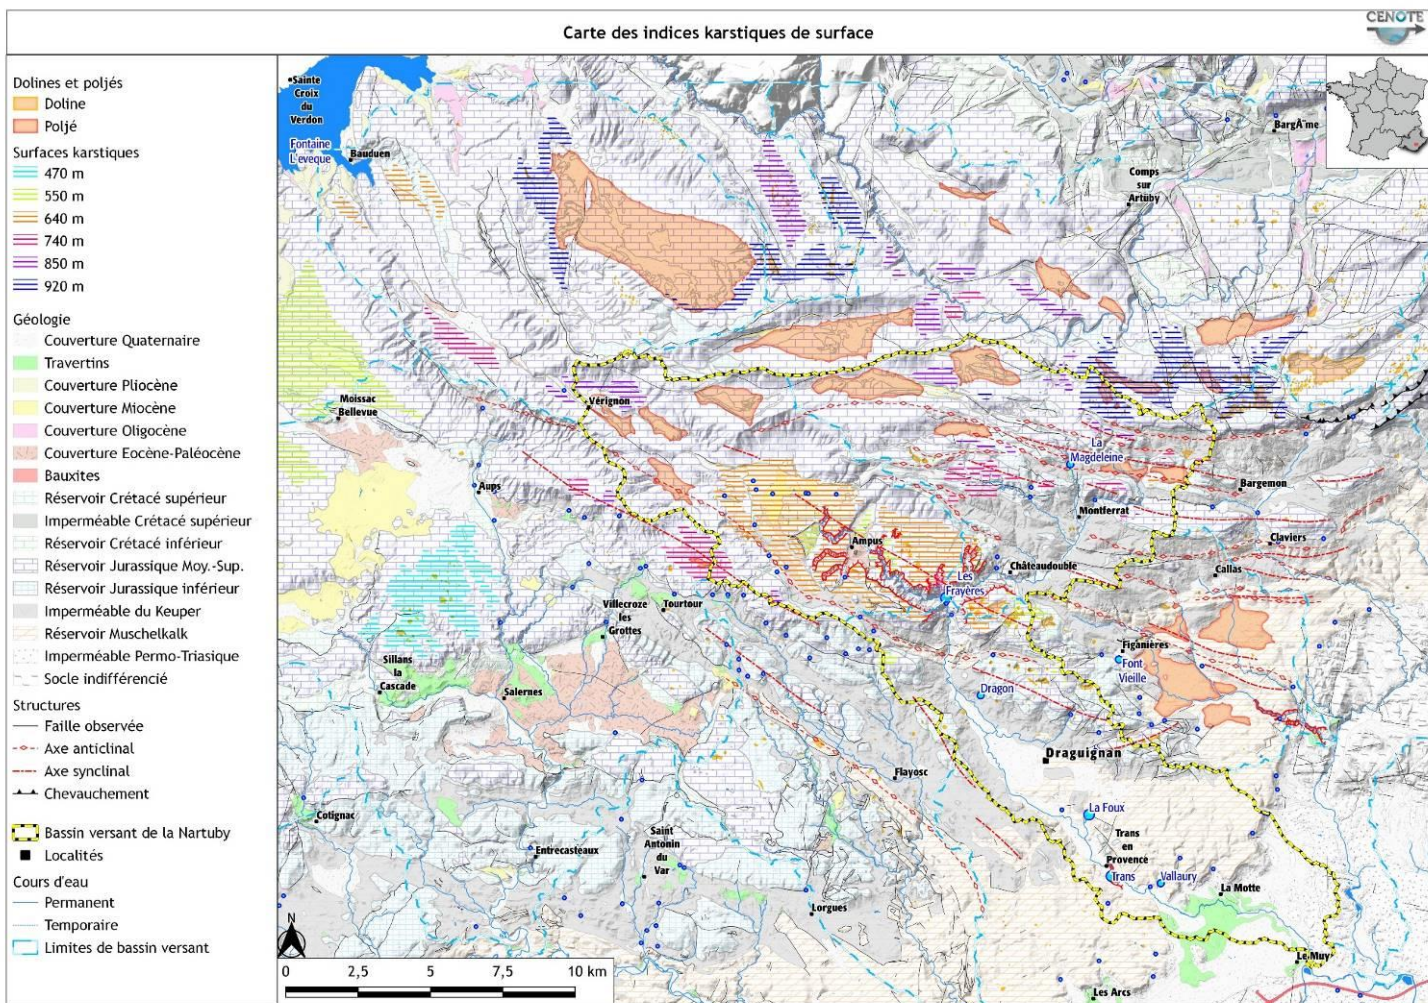 Carte des indices karstiques de surface
CENOTE
Dolines et poljés
Doline
Poljé
Surfaces karstiques
470 m
550 m
640 m
740 m
850 m
920 m
Géologie
Couverture Quaternaire
Travertins
Couverture Pliocène
Couverture Miocène
Couverture Oligocène
Couverture Eocène-Paléocène
Bauxites
Réservoir Crétacé supérieur
Imperméable Crétacé supérieur
Réservoir Crétacé inférieur
Réservoir Jurassique Moy.-Sup.
Réservoir Jurassique inférieur
Imperméable du Keuper
Réservoir Muschelkalk
Imperméable Permo-Triasique
Socle indifférencié
Structures
Faille observée
Axe anticlinal
Axe synclinal
Chevauchement
Bassin versant de la Nartuby
Localités
Cours d'eau
Permanent
Temporaire
Limites de bassin versant
Sainte
Croix
du
Verdon
Fontaine
L'eveque
Bauduen
BargÃ¨me
Comps
sur
Artuby
Moissac
Bellevue
Vérignon
La
Magdeleine
Aups
Bargemon
Montferrat
Ampus
Claviers
Châteaudouble
Callas
Les
Frayères
Villecroze
les
Grottes
Tourtour
Figanières
Font
Vieille
Sillans
la
Cascade
Salernes
Dragon
Draguignan
Flayosc
La Foux
Cotignac
Entrecasteaux
Saint
Antonin
du
Var
Trans
en
Provence
Trans
Vallaury
La Motte
Lorgues
Le Muy
Les Arcs
N
0 2,5 5 7,5 10 km